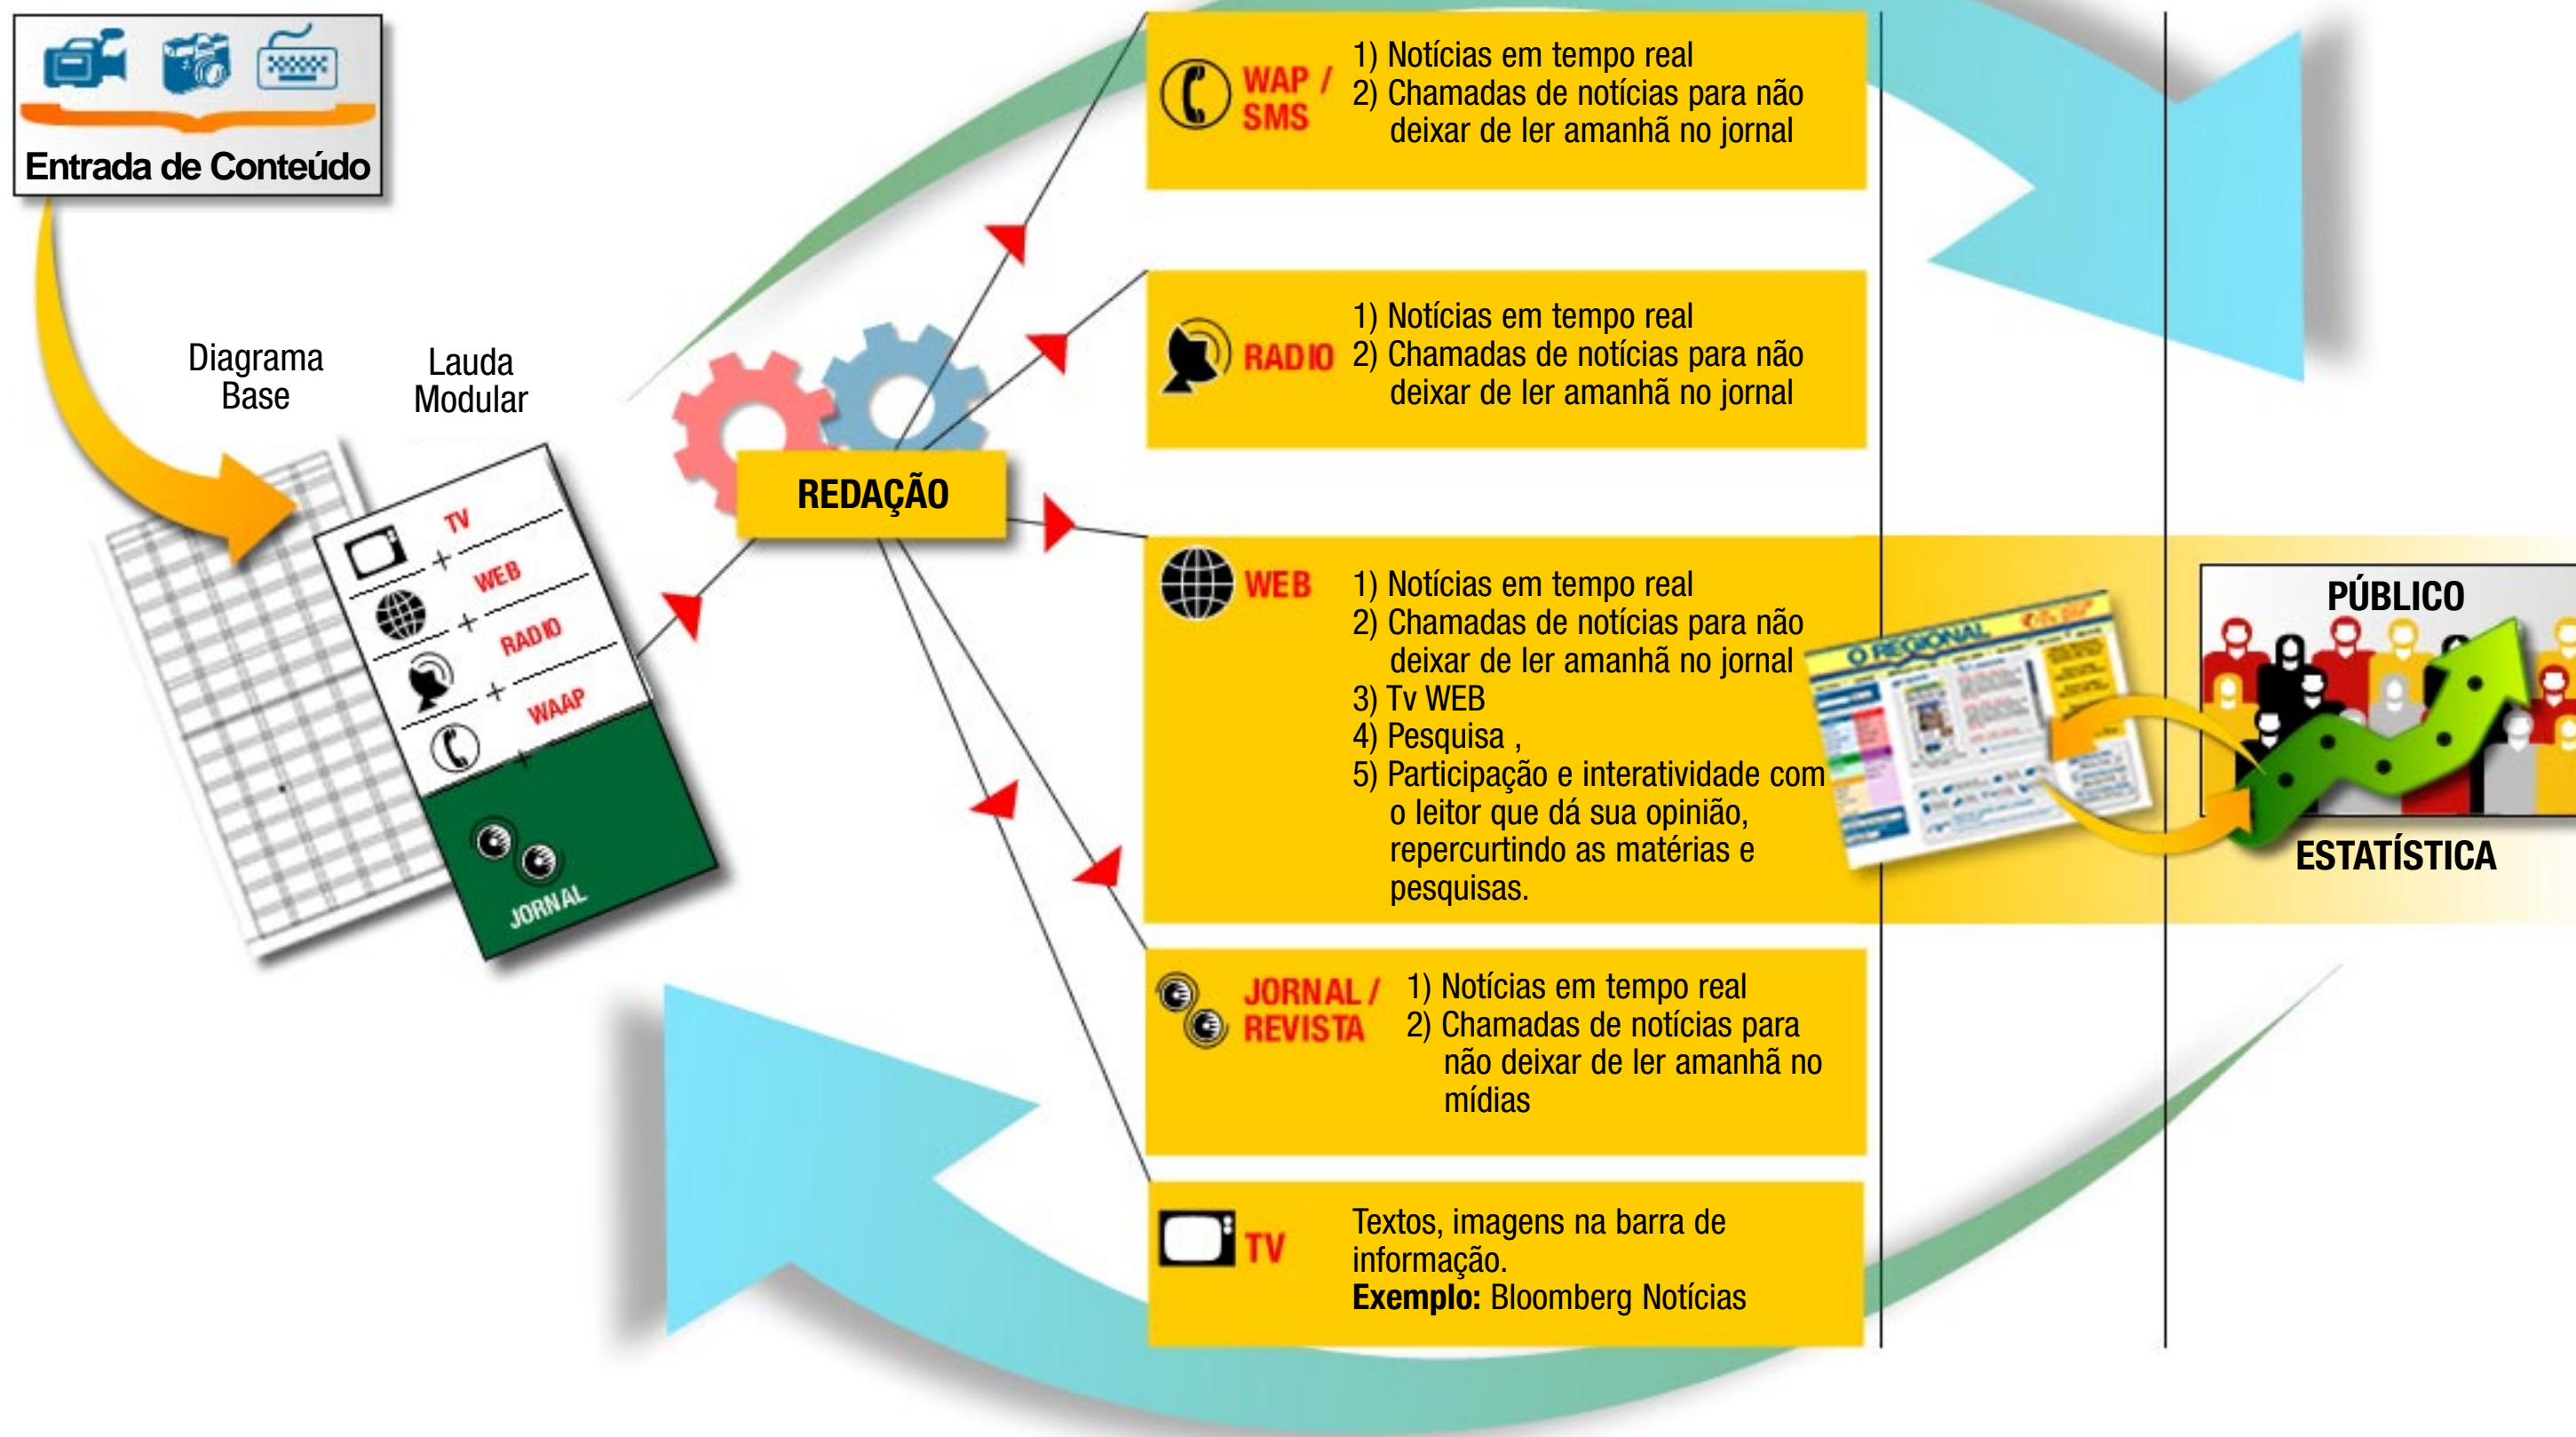 Entrada de Conteúdo
Diagrama
Base
Lauda
Modular
TV
WEB
RADIO
WAAP
JORNAL
REDAÇÃO
WAP /
SMS
1) Notícias em tempo real
2) Chamadas de notícias para não
deixar de ler amanhã no jornal
RADIO
1) Notícias em tempo real
2) Chamadas de notícias para não
deixar de ler amanhã no jornal
WEB
1) Notícias em tempo real
2) Chamadas de notícias para não
deixar de ler amanhã no jornal
3) Tv WEB
4) Pesquisa ,
5) Participação e interatividade com
o leitor que dá sua opinião,
repercurtindo as matérias e
pesquisas.
O REGIONAL
PÚBLICO
ESTATÍSTICA
JORNAL /
REVISTA
1) Notícias em tempo real
2) Chamadas de notícias para
não deixar de ler amanhã no
mídias
TV
Textos, imagens na barra de
informação.
Exemplo: Bloomberg Notícias